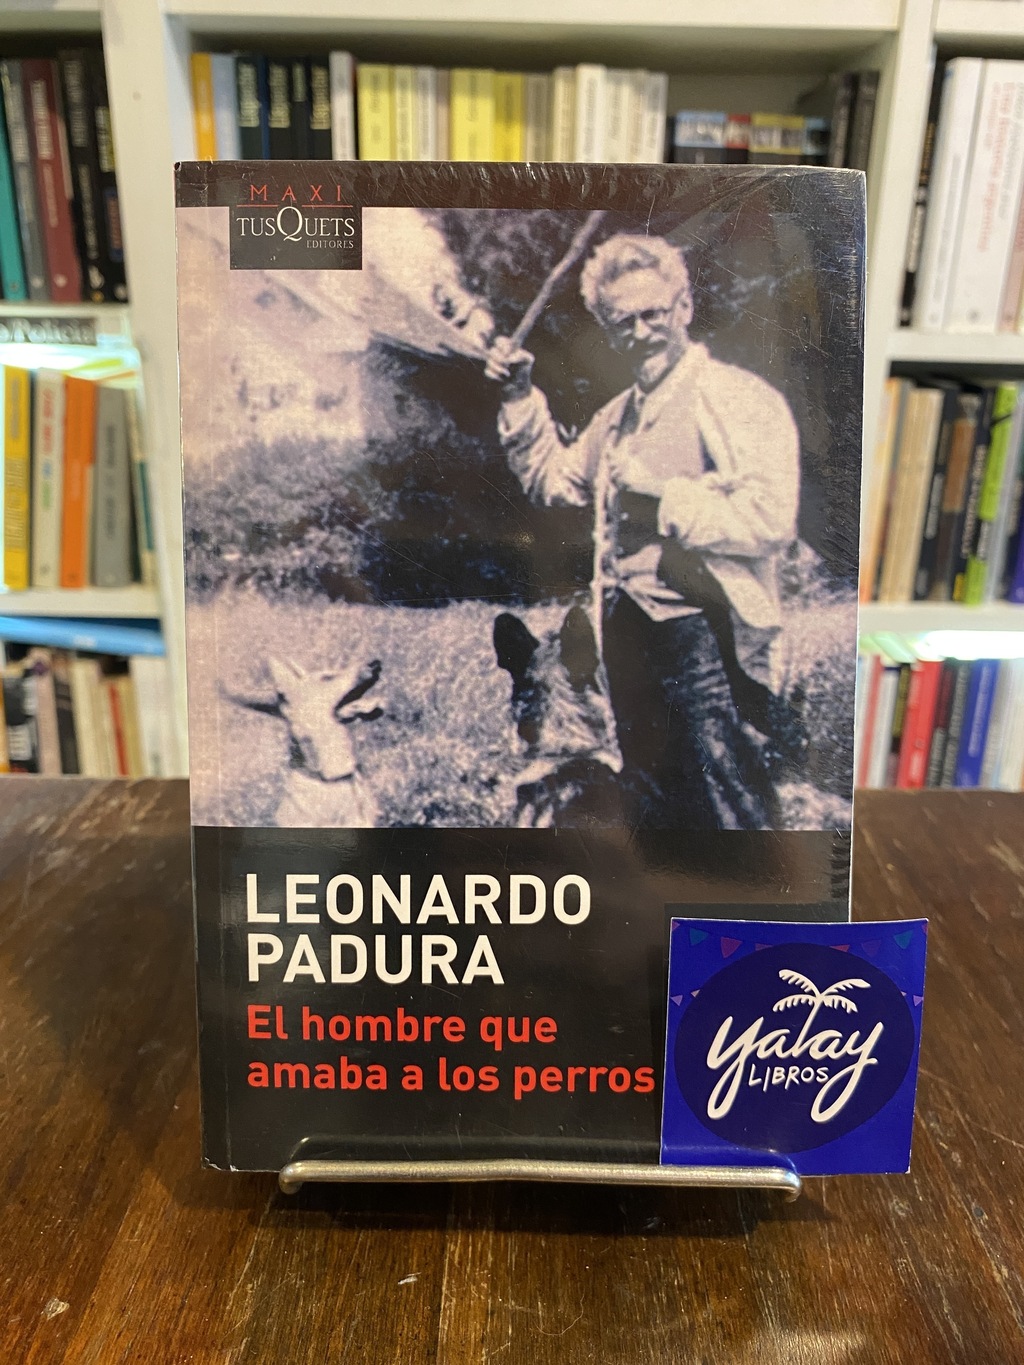 MAXI
TUSQUETS
EDITORES
LEONARDO
PADURA
El hombre que
amaba a los perros
yalay
LIBROS